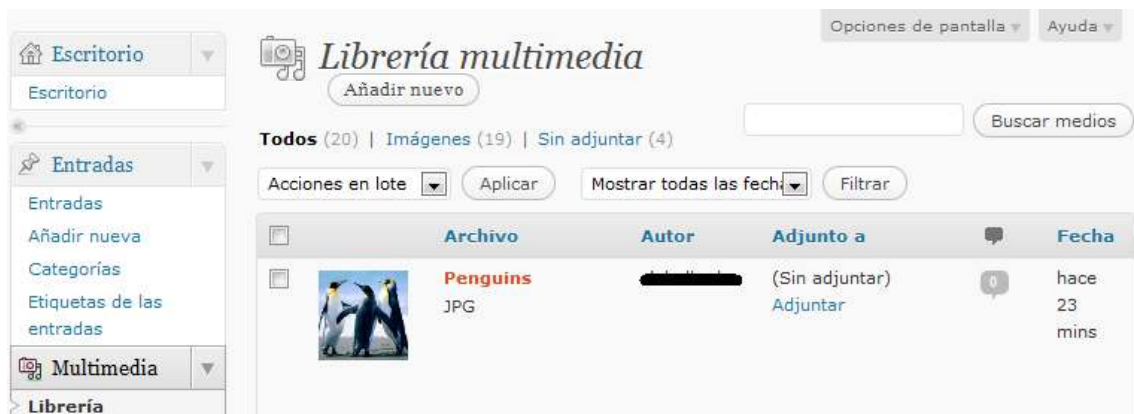 Opciones de pantalla
Ayuda
Escritorio
Escritorio
Entradas
Entradas
Añadir nueva
Categorías
Etiquetas de las
entradas
Multimedia
Librería
Librería multimedia
Añadir nuevo
Buscar medios
Todos (20) | Imágenes (19) | Sin adjuntar (4)
Acciones en lote
Aplicar
Mostrar todas las fecha
Filtrar
Archivo
Autor
Adjunto a
Fecha
Penguins
JPG
(Sin adjuntar)
Adjuntar
0
hace
23
mins